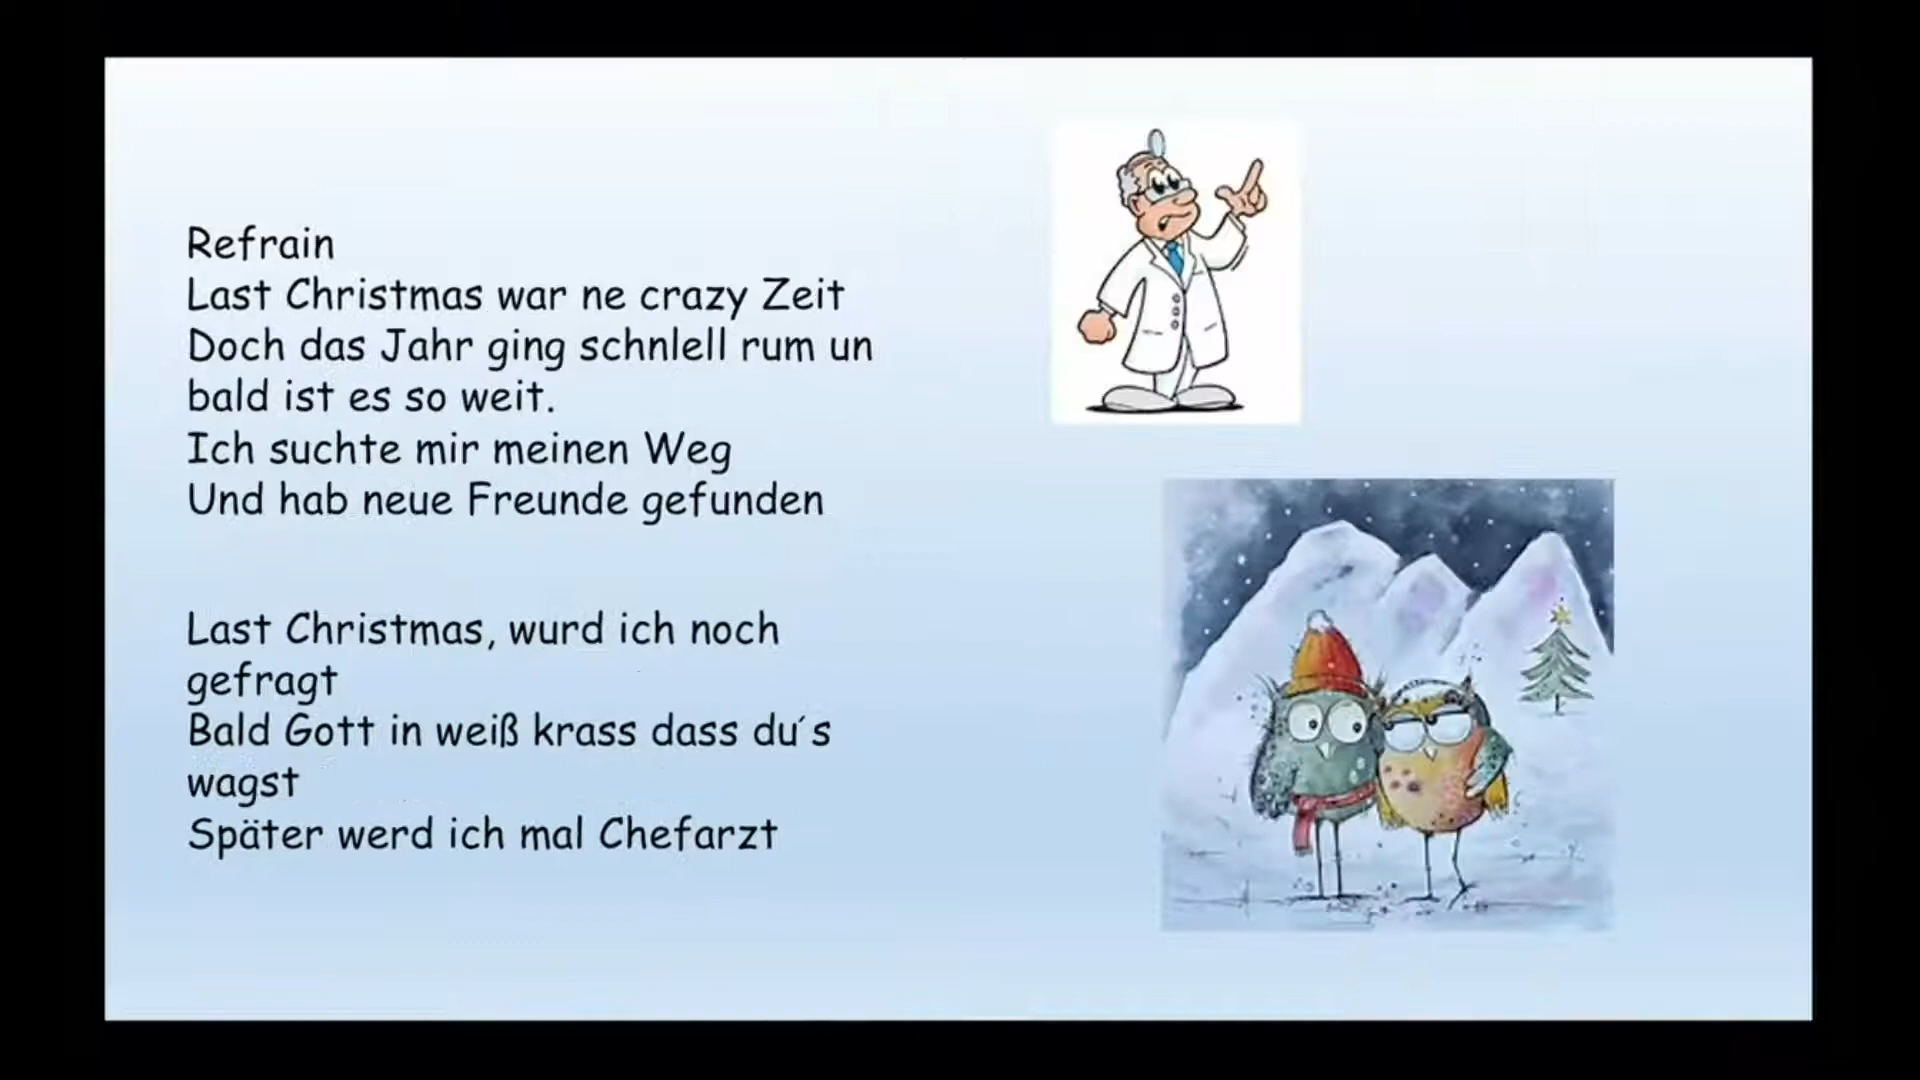 Refrain
Last Christmas war ne crazy Zeit
Doch das Jahr ging schnlell rum un
bald ist es so weit.
Ich suchte mir meinen Weg
Und hab neue Freunde gefunden
Last Christmas, wurd ich noch
gefragt
Bald Gott in weiß krass dass du´s
wagst
Später werd ich mal Chefarzt